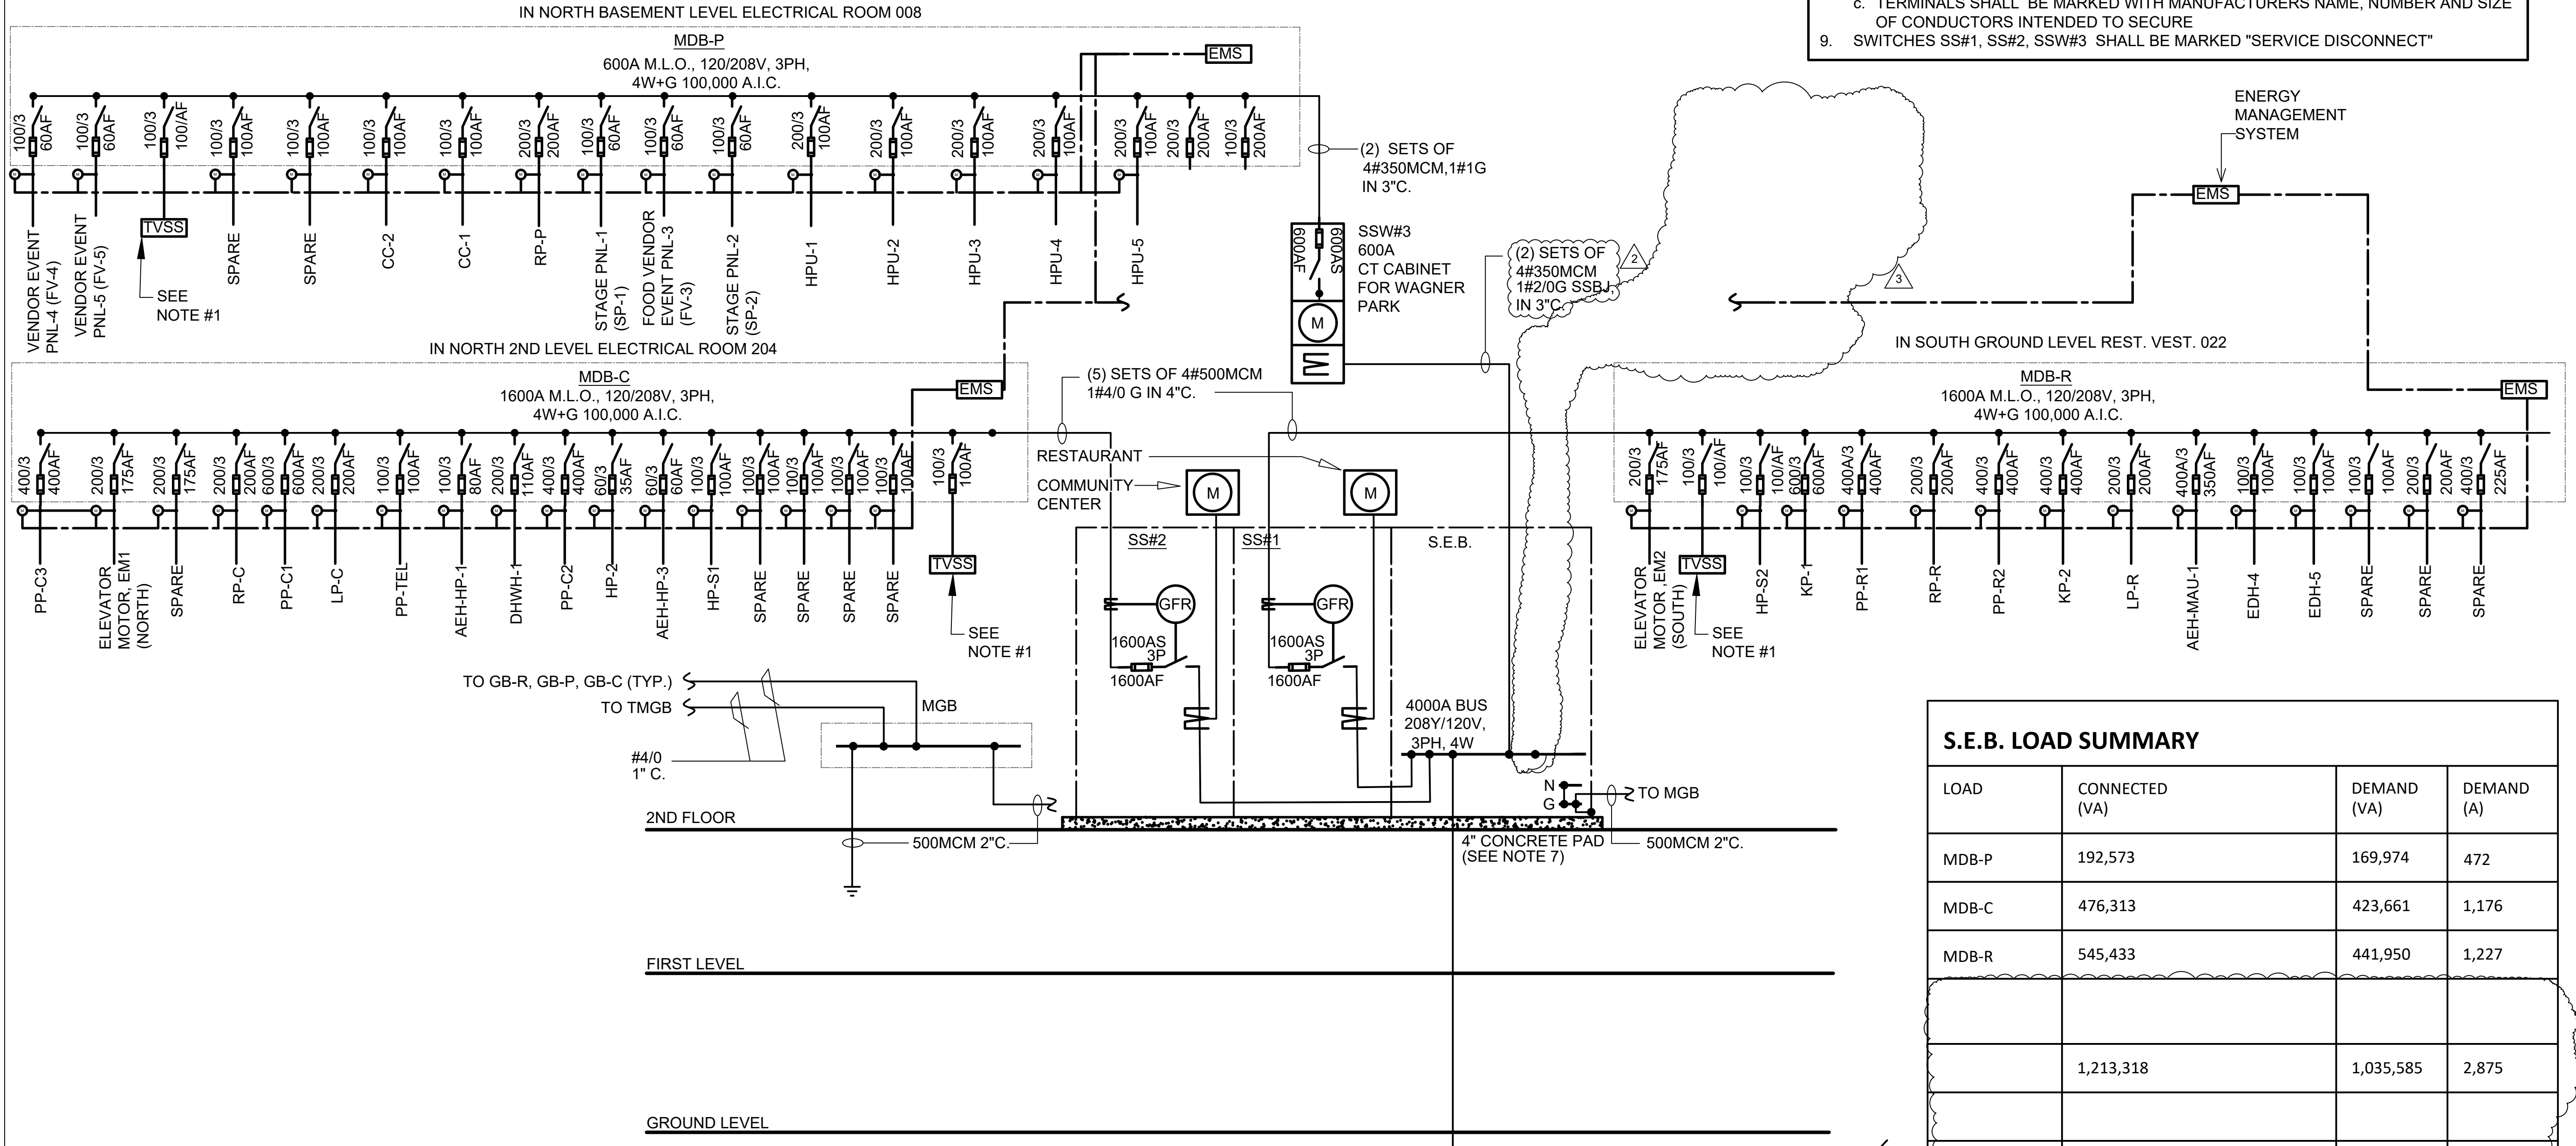 IN NORTH BASEMENT LEVEL ELECTRICAL ROOM 008
MDB-P
600A M.L.O., 120/208V, 3PH,
4W+G 100,000 A.I.C.
EMS
100/3
60AF
100/3
60AF
100/3
100/AF
100/3
100AF
100/3
100AF
100/3
100AF
100/3
100AF
200/3
200AF
100/3
60AF
100/3
60AF
100/3
60AF
200/3
100AF
200/3
100AF
200/3
100AF
200/3
100AF
200/3
100AF
200/3
200AF
100/3
200AF
VENDOR EVENT
PNL-4 (FV-4)
VENDOR EVENT
PNL-5 (FV-5)
TVSS
SEE
NOTE #1
SPARE
SPARE
CC-2
CC-1
RP-P
STAGE PNL-1
(SP-1)
FOOD VENDOR
EVENT PNL-3
(FV-3)
STAGE PNL-2
(SP-2)
HPU-1
HPU-2
HPU-3
HPU-4
HPU-5
(2) SETS OF
4#350MCM,1#1G
IN 3"C.
600AF
600AS
M
SSW#3
600A
CT CABINET
FOR WAGNER
PARK
(2) SETS OF
4#350MCM
1#2/0G SSBJ,
IN 3"C.
2
3
c. TERMINALS SHALL BE MARKED WITH MANUFACTURERS NAME, NUMBER AND SIZE
OF CONDUCTORS INTENDED TO SECURE
9. SWITCHES SS#1, SS#2, SSW#3 SHALL BE MARKED "SERVICE DISCONNECT"
ENERGY
MANAGEMENT
SYSTEM
EMS
IN NORTH 2ND LEVEL ELECTRICAL ROOM 204
MDB-C
1600A M.L.O., 120/208V, 3PH,
4W+G 100,000 A.I.C.
EMS
400/3
400AF
200/3
175AF
200/3
175AF
200/3
200AF
600/3
600AF
200/3
200AF
100/3
100AF
100/3
80AF
200/3
110AF
400/3
400AF
60/3
35AF
60/3
60AF
100/3
100AF
100/3
100AF
100/3
100AF
100/3
100AF
100/3
100AF
100/3
100AF
PP-C3
ELEVATOR
MOTOR, EM1
(NORTH)
SPARE
RP-C
PP-C1
LP-C
PP-TEL
AEH-HP-1
DHWH-1
PP-C2
HP-2
AEH-HP-3
HP-S1
SPARE
SPARE
SPARE
SPARE
TVSS
SEE
NOTE #1
(5) SETS OF 4#500MCM
1#4/0 G IN 4"C.
RESTAURANT
COMMUNITY
CENTER
M
M
SS#2
SS#1
S.E.B.
GFR
GFR
1600AS
3P
1600AF
1600AS
3P
1600AF
4000A BUS
208Y/120V,
3PH, 4W
N
G
TO MGB
500MCM 2"C.
4" CONCRETE PAD
(SEE NOTE 7)
IN SOUTH GROUND LEVEL REST. VEST. 022
MDB-R
1600A M.L.O., 120/208V, 3PH,
4W+G 100,000 A.I.C.
EMS
200/3
175AF
100/3
100/AF
100/3
100/AF
600/3
600AF
400A/3
400AF
200/3
200AF
400/3
400AF
400/3
400AF
200/3
200AF
400A/3
350AF
100/3
100AF
100/3
100AF
100/3
100AF
200/3
200AF
400/3
225AF
ELEVATOR
MOTOR ,EM2
(SOUTH)
TVSS
SEE
NOTE #1
HP-S2
KP-1
PP-R1
RP-R
PP-R2
KP-2
LP-R
AEH-MAU-1
EDH-4
EDH-5
SPARE
SPARE
SPARE
TO GB-R, GB-P, GB-C (TYP.)
TO TMGB
MGB
#4/0
1" C.
2ND FLOOR
500MCM 2"C.
FIRST LEVEL
GROUND LEVEL
S.E.B. LOAD SUMMARY
LOAD CONNECTED (VA) DEMAND (VA) DEMAND (A)
MDB-P 192,573 169,974 472
MDB-C 476,313 423,661 1,176
MDB-R 545,433 441,950 1,227
1,213,318 1,035,585 2,875